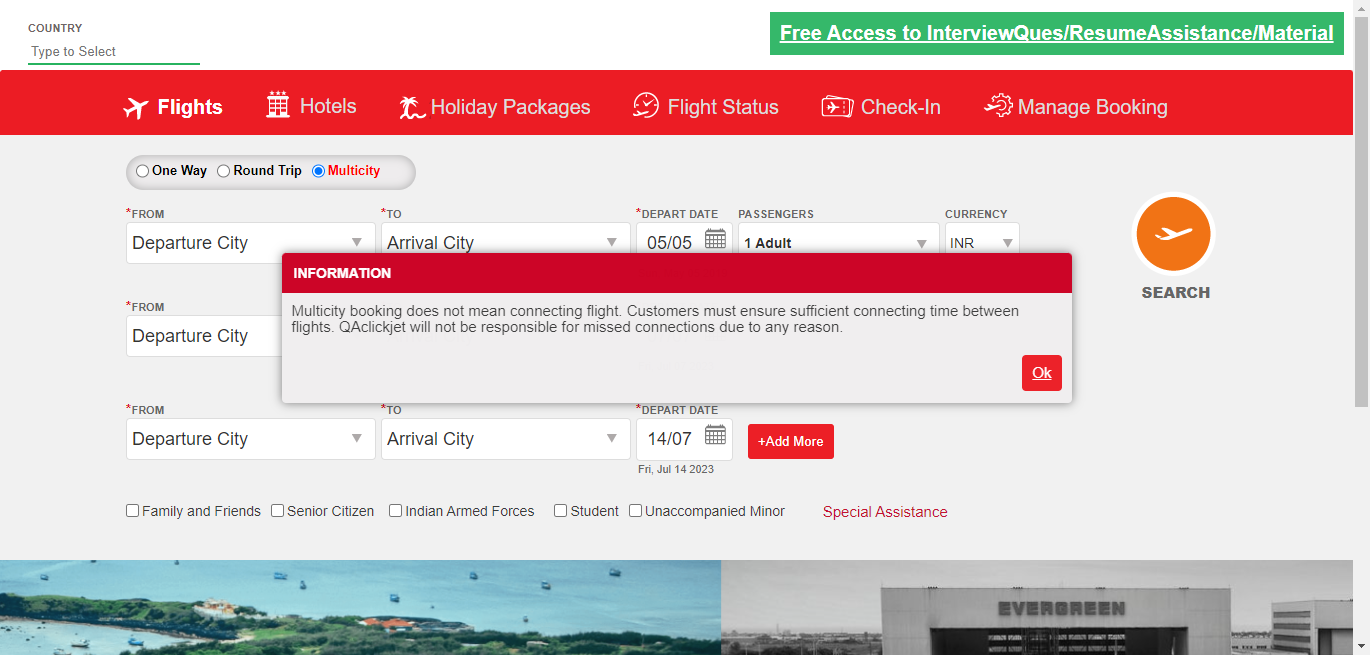 COUNTRY
Type to Select
Free Access to InterviewQues/ResumeAssistance/Material
Flights Hotels Holiday Packages Flight Status Check-In Manage Booking
One Way Round Trip Multicity
*FROM *TO *DEPART DATE PASSENGERS CURRENCY
Departure City Arrival City 05/05 1 Adult INR
SEARCH
INFORMATION
Multicity booking does not mean connecting flight. Customers must ensure sufficient connecting time between
flights. QAclickjet will not be responsible for missed connections due to any reason.
Ok
*FROM
Departure City
*FROM *TO *DEPART DATE
Departure City Arrival City 14/07 +Add More
Fri, Jul 14 2023
Family and Friends Senior Citizen Indian Armed Forces Student Unaccompanied Minor Special Assistance
EVERGREEN